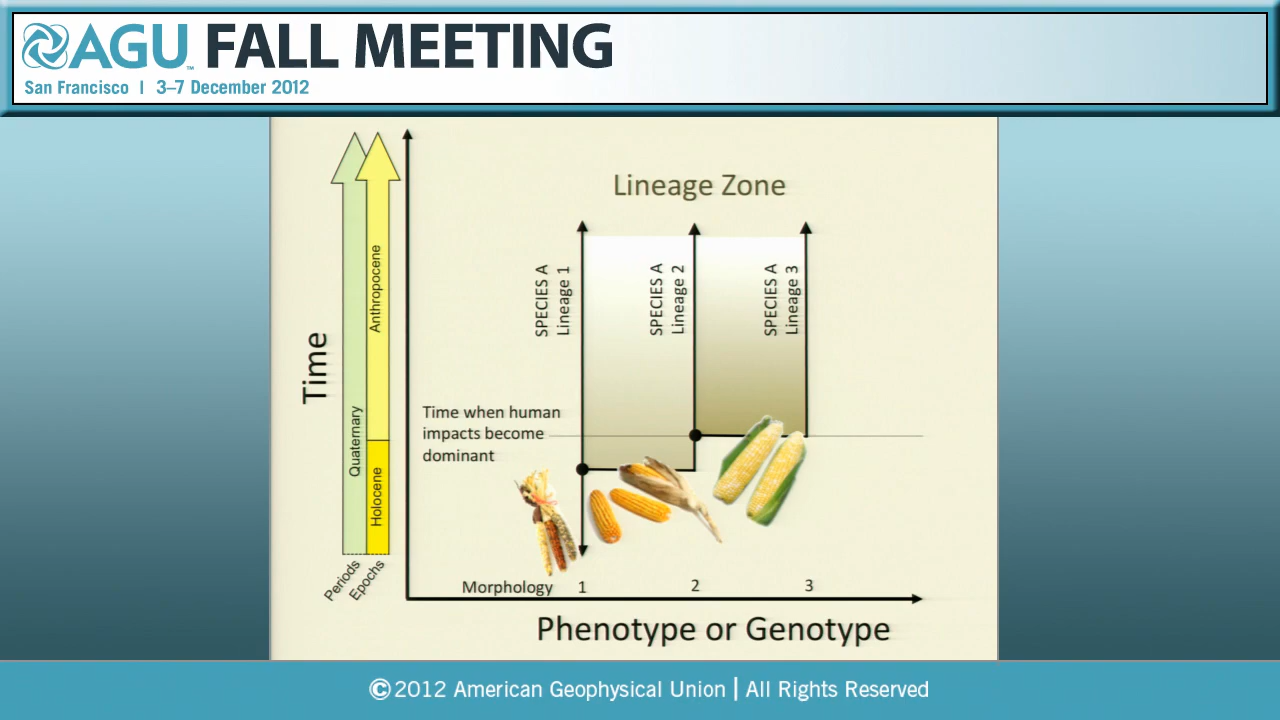 AGU™ FALL MEETING
San Francisco | 3–7 December 2012
Lineage Zone
SPECIES A
Lineage 1
SPECIES A
Lineage 2
SPECIES A
Lineage 3
Time
Anthropocene
Quaternary
Holocene
Periods
Epochs
Time when human
impacts become
dominant
Morphology 1 2 3
Phenotype or Genotype
©2012 American Geophysical Union | All Rights Reserved